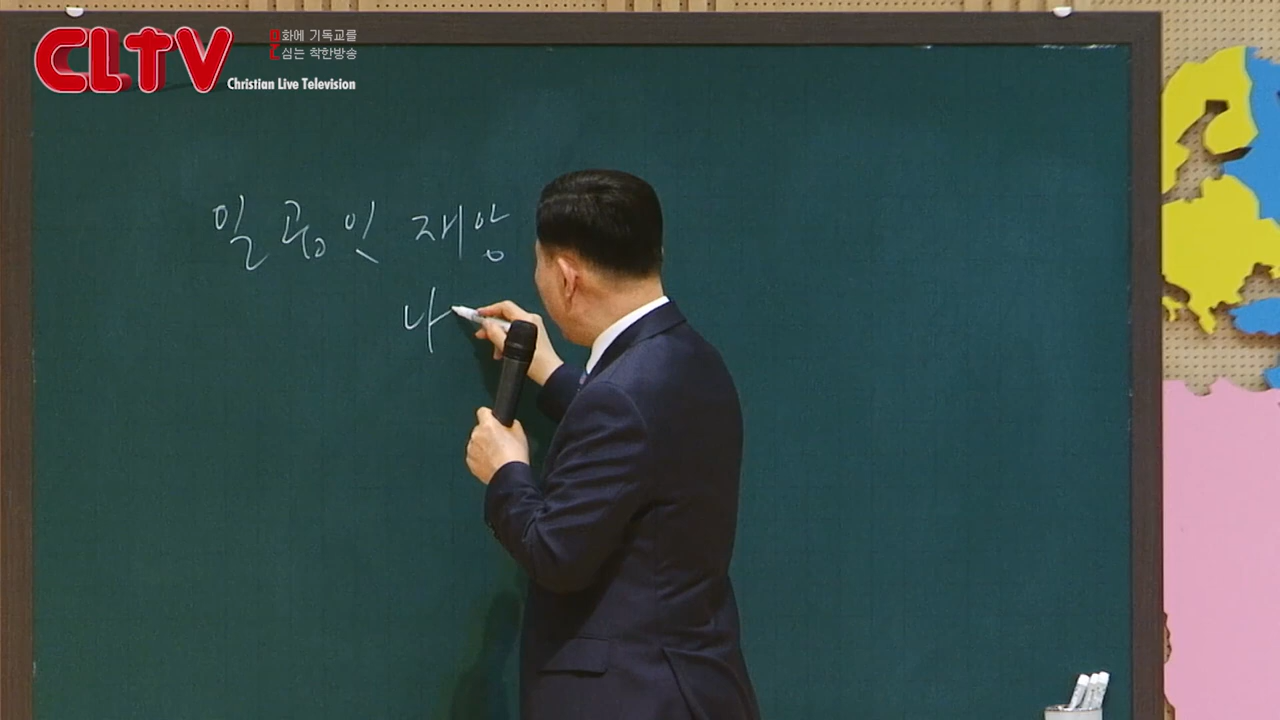 CLTV
문화에 기독교를
심는 착한방송
Christian Live Television
일곱인 재앙
나